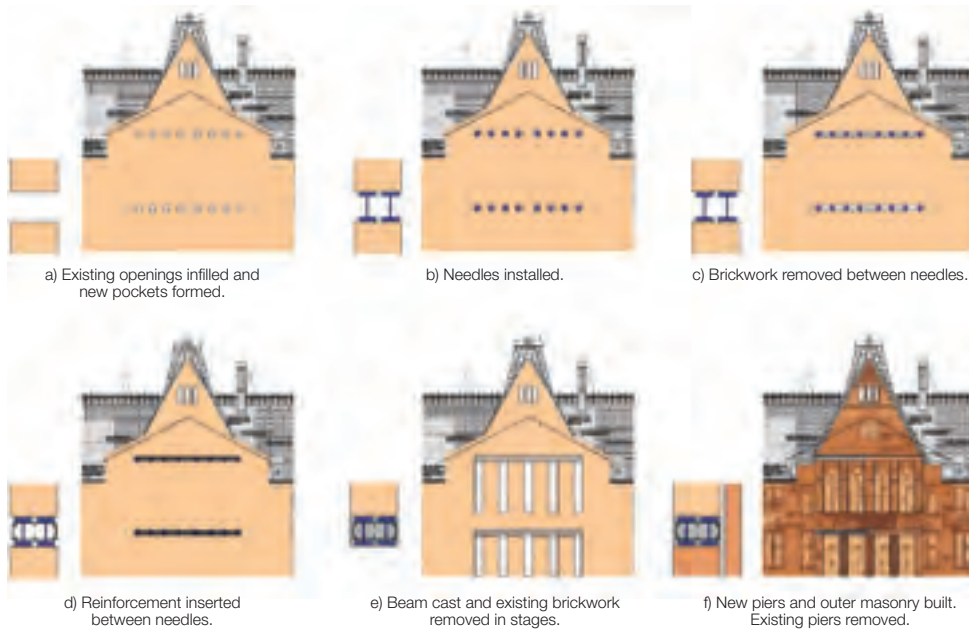 a) Existing openings infilled and
new pockets formed.
b) Needles installed.
c) Brickwork removed between needles.
d) Reinforcement inserted
between needles.
e) Beam cast and existing brickwork
removed in stages.
f) New piers and outer masonry built.
Existing piers removed.